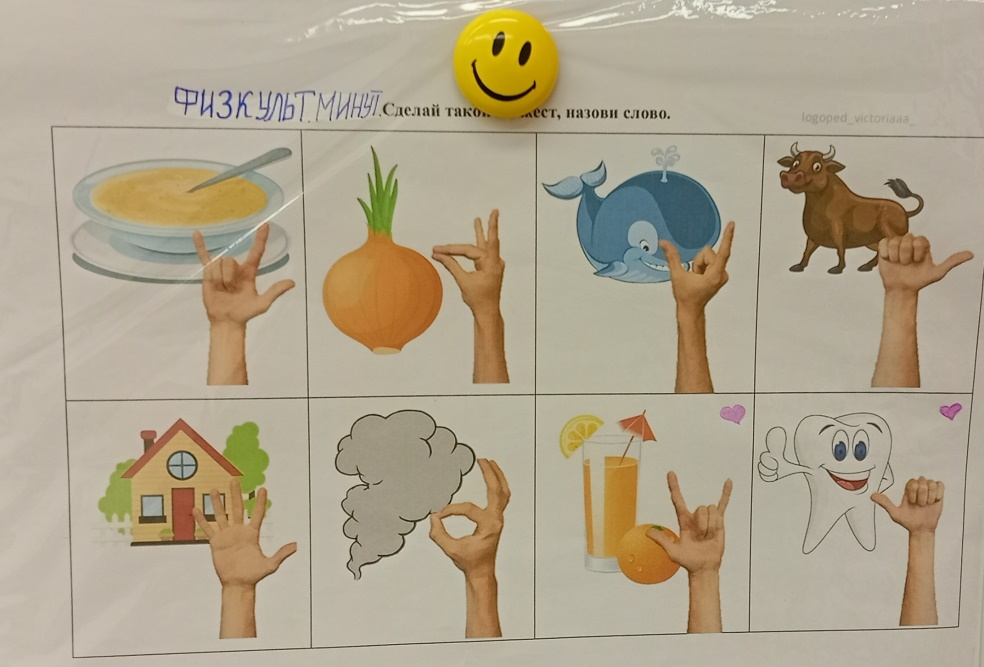 ФИЗКУЛЬТ.МИНУТ.
Сделай жест, назови слово.
logoped_victoriaaa_